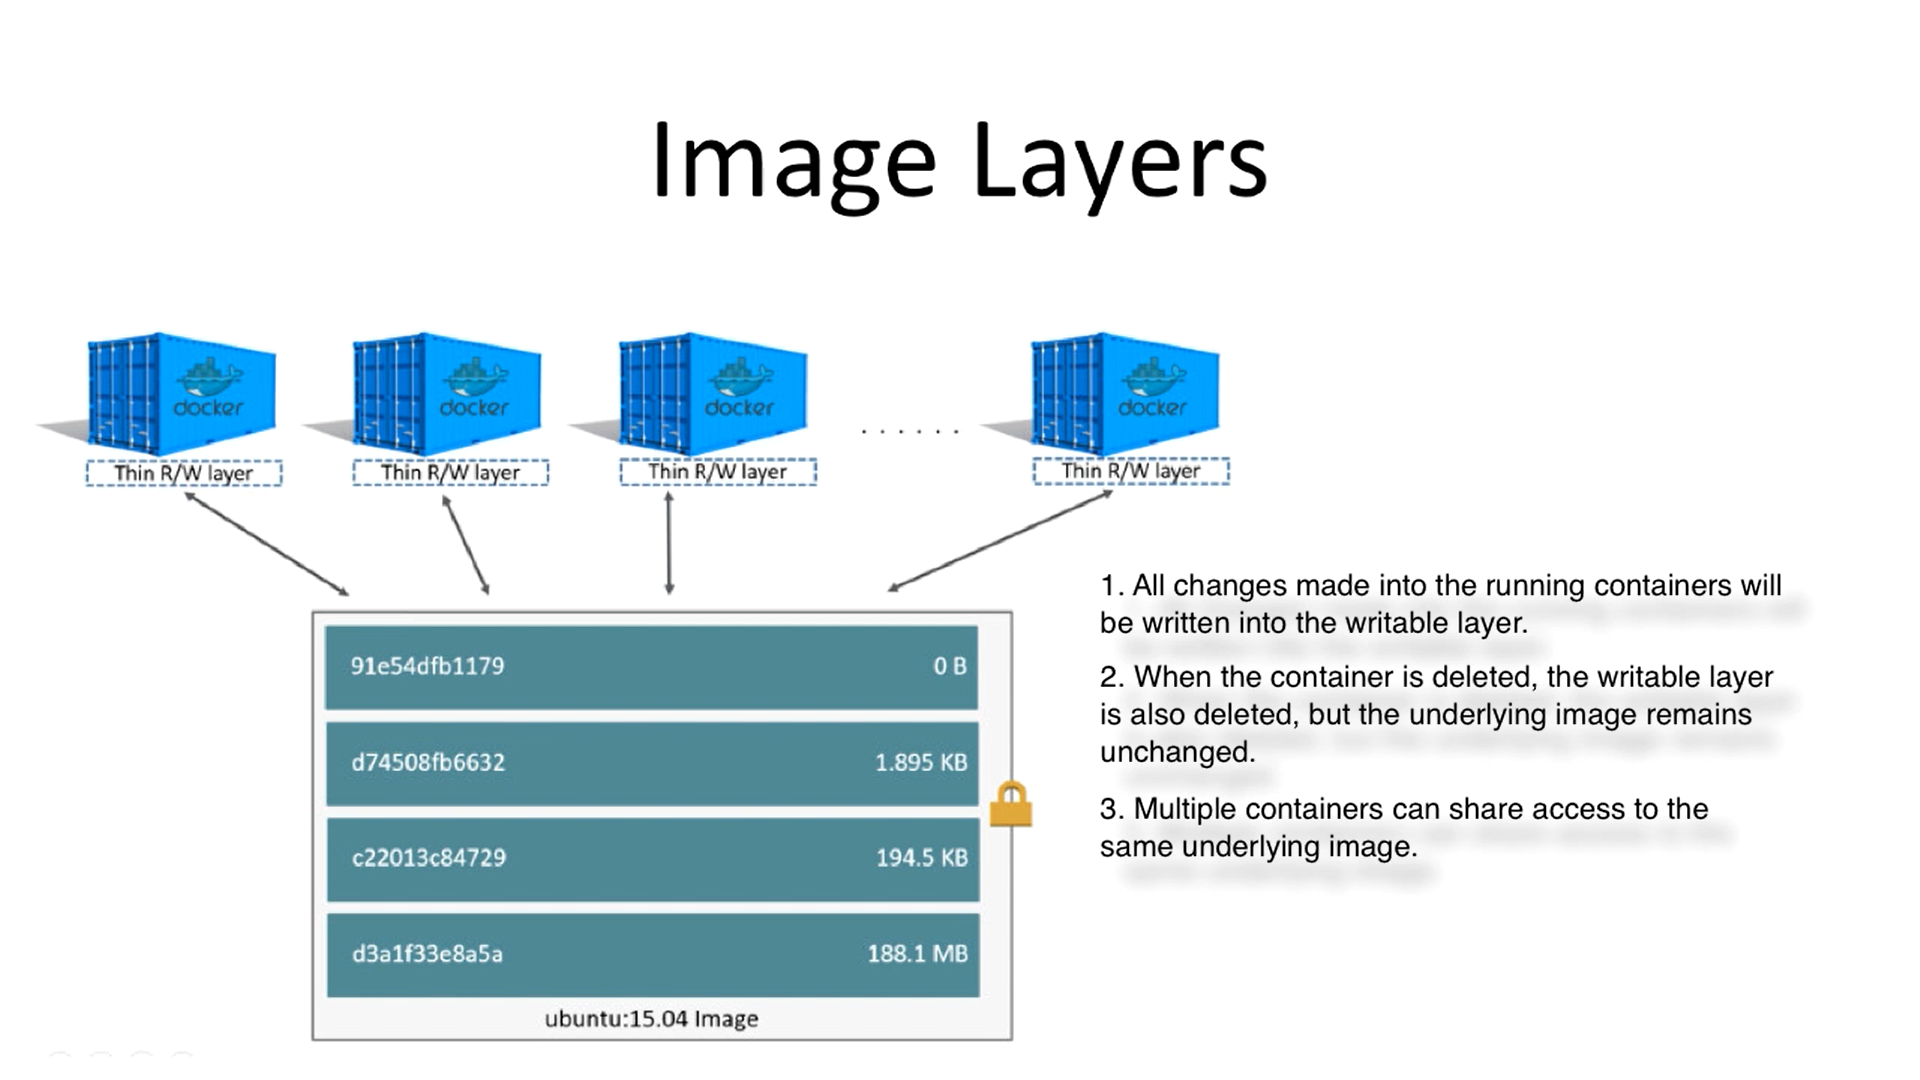 Image Layers
docker
docker
docker
......
docker
Thin R/W layer
Thin R/W layer
Thin R/W layer
Thin R/W layer
91e54dfb1179 0 B
d74508fb6632 1.895 KB
c22013c84729 194.5 KB
d3a1f33e8a5a 188.1 MB
ubuntu:15.04 Image
1. All changes made into the running containers will
be written into the writable layer.
2. When the container is deleted, the writable layer
is also deleted, but the underlying image remains
unchanged.
3. Multiple containers can share access to the
same underlying image.